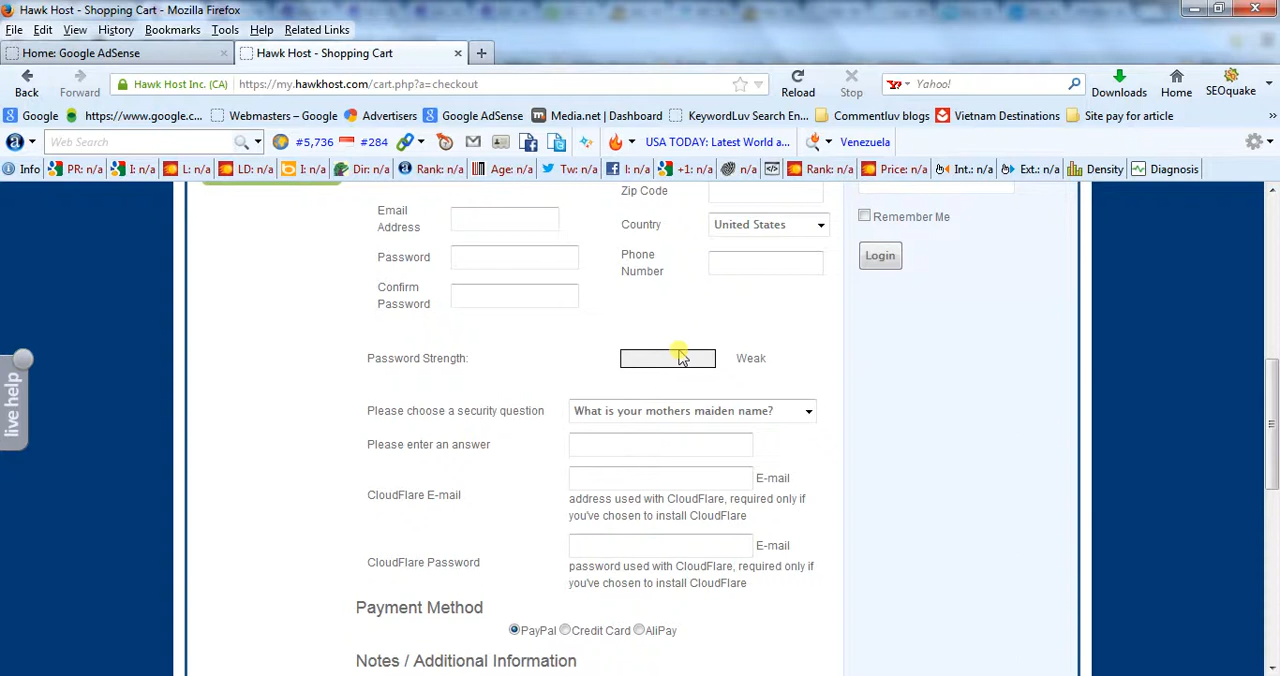 Hawk Host - Shopping Cart - Mozilla Firefox
File Edit View History Bookmarks Tools Help Related Links
Home: Google AdSense × Hawk Host - Shopping Cart × +
Back Forward Hawk Host Inc. (CA) https://my.hawkhost.com/cart.php?a=checkout Reload Stop Yahoo! Downloads Home SEOquake
Google https://www.google.c... Webmasters – Google Advertisers Google AdSense Media.net | Dashboard KeywordLuv Search En... Commentluv blogs Vietnam Destinations Site pay for article »
Web Search #5,736 #284 USA TODAY: Latest World a... Venezuela
Info PR: n/a I: n/a L: n/a LD: n/a I: n/a Dir: n/a Rank: n/a Age: n/a Tw: n/a I: n/a +1: n/a n/a Rank: n/a Price: n/a Int.: n/a Ext.: n/a Density Diagnosis
Zip Code
Email
Address
Country United States
Remember Me
Password
Phone
Number
Login
Confirm
Password
Password Strength: Weak
live help
Please choose a security question What is your mothers maiden name?
Please enter an answer
CloudFlare E-mail
E-mail
address used with CloudFlare, required only if
you've chosen to install CloudFlare
CloudFlare Password
E-mail
password used with CloudFlare, required only if
you've chosen to install CloudFlare
Payment Method
PayPal Credit Card AliPay
Notes / Additional Information